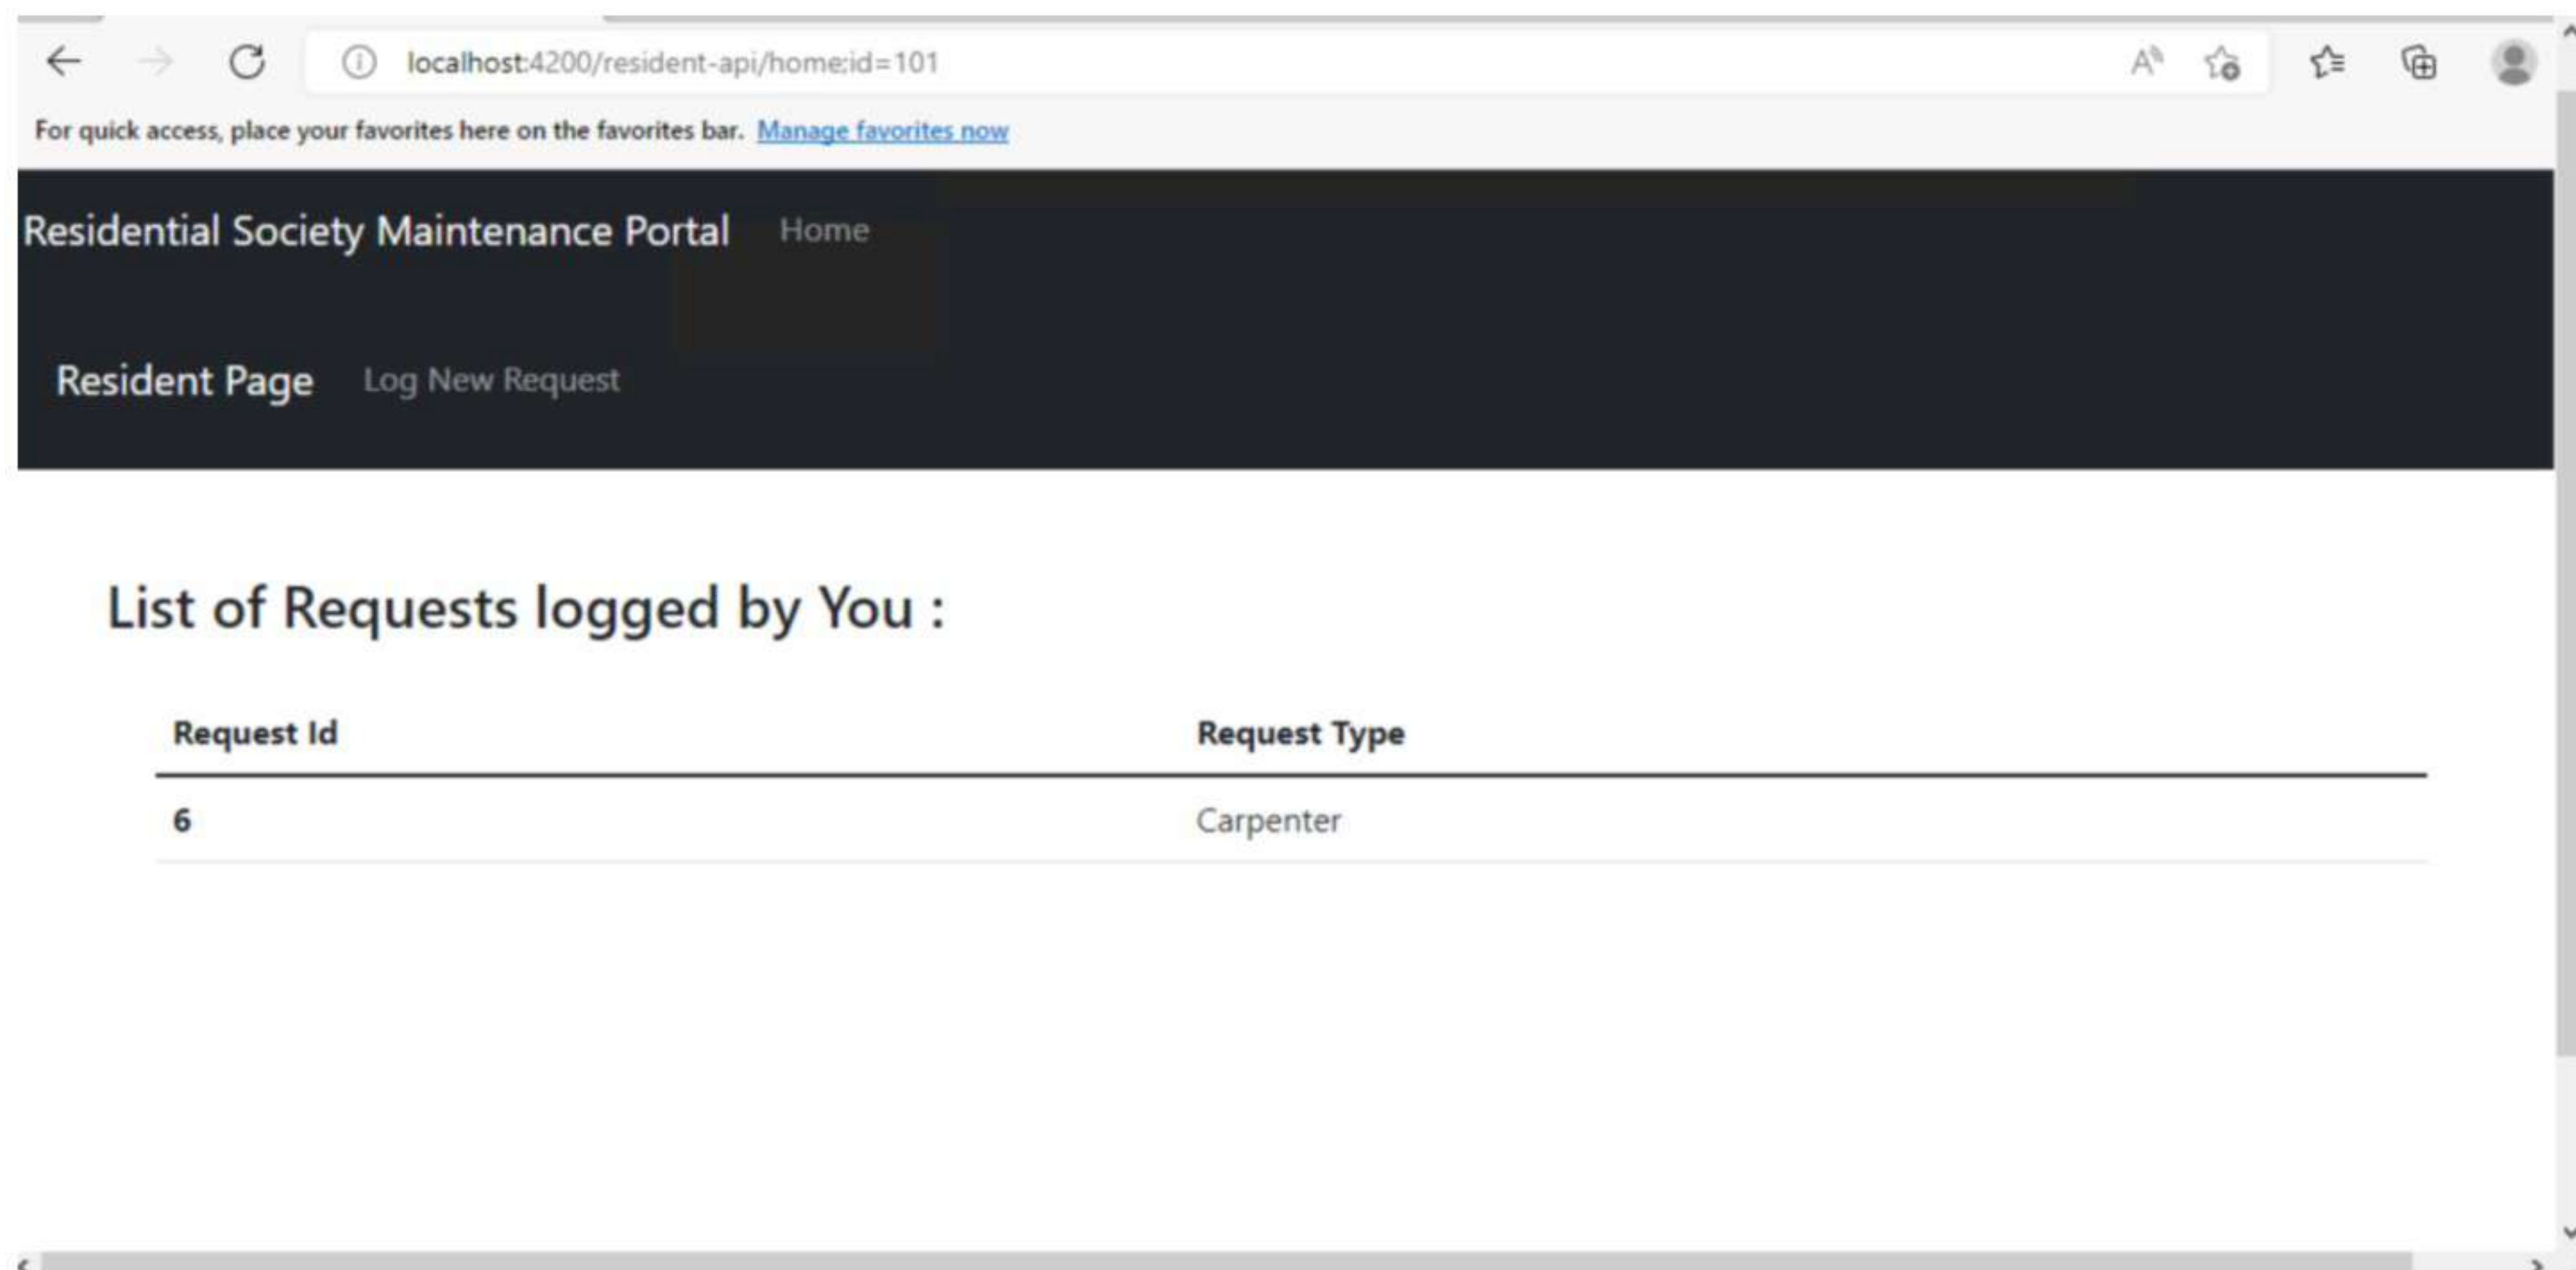 localhost:4200/resident-api/home;id=101
For quick access, place your favorites here on the favorites bar. Manage favorites now
Residential Society Maintenance Portal Home
Resident Page Log New Request
List of Requests logged by You :
Request Id Request Type
6 Carpenter